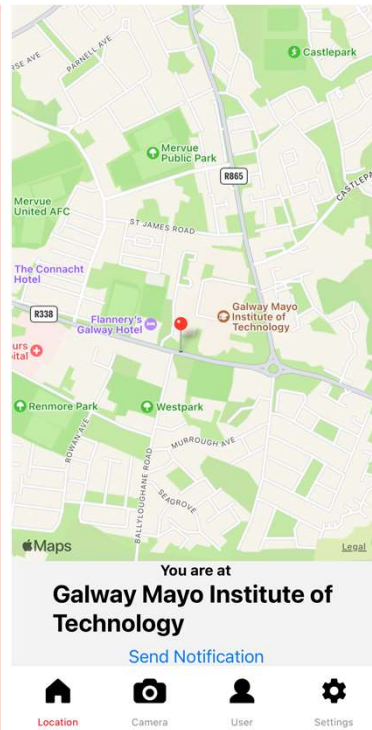 Castlepark
PARNELL AVE
RSE AVE
Mervue
Public Park
R865
CASTLEPA
Mervue
United AFC
ST JAMES ROAD
The Connacht
Hotel
R338
Flannery's
Galway Hotel
Galway Mayo
Institute of
Technology
urs
pital
Renmore Park
Westpark
ROWAN AVE
MURROUGH AVE
BALLYLOUGHANE ROAD
SEAGROVE
Maps
Legal
You are at
Galway Mayo Institute of
Technology
Send Notification
Location
Camera
User
Settings